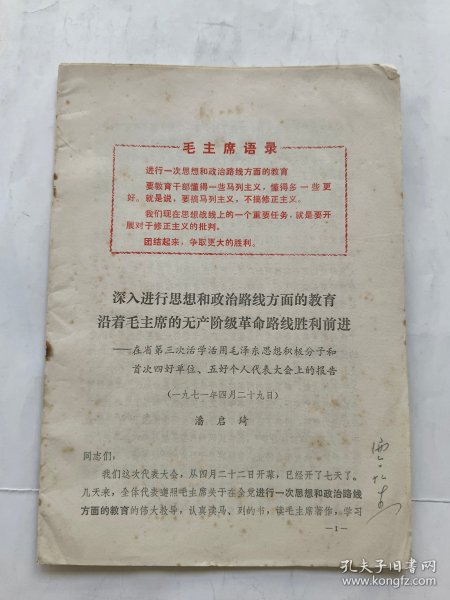 毛主席语录
进行一次思想和政治路线方面的教育
要教育干部懂得一些马列主义，懂得多一些更
好。就是说，要搞马列主义，不搞修正主义。
我们现在思想战线上的一个重要任务，就是要开
展对于修正主义的批判。
团结起来，争取更大的胜利。
深入进行思想和政治路线方面的教育
沿着毛主席的无产阶级革命路线胜利前进
——在省第三次活学活用毛泽东思想积极分子和
首次四好单位、五好个人代表大会上的报告
（一九七一年四月二十九日）
潘启琦
同志们：
我们这次代表大会，从四月二十二日开幕，已经开了七天了。
几天来，全体代表遵照毛主席关于在全党进行一次思想和政治路线
方面的教育的伟大教导，认真读马、列的书，读毛主席著作，学习
—1—
孔夫子旧书网
www.kongfz.com